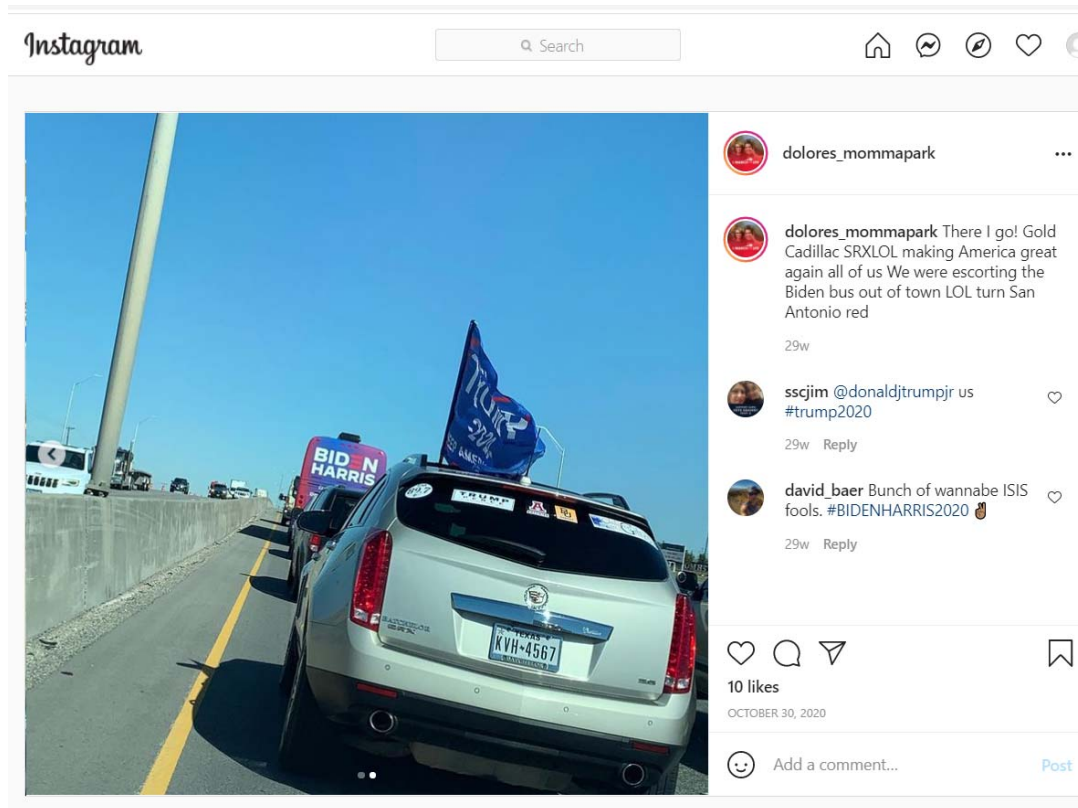 Instagram
Search
dolores_mommapark
dolores_mommapark There I go! Gold
Cadillac SRXLOL making America great
again all of us We were escorting the
Biden bus out of town LOL turn San
Antonio red
29w
sscjim @donaldjtrumpjr us
#trump2020
29w Reply
david_baer Bunch of wannabe ISIS
fools. #BIDENHARRIS2020
29w Reply
10 likes
OCTOBER 30, 2020
Add a comment...
Post
BIDEN
HARRIS
TRUMP
2020
TRUMP
A
TEXAS
KVH-4567